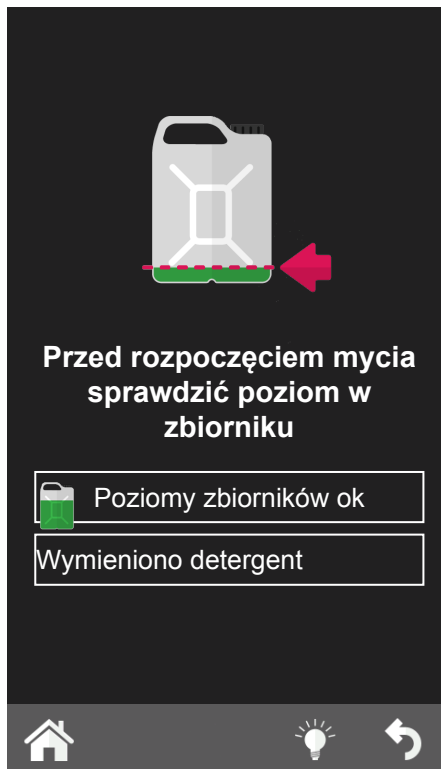 Przed rozpoczęciem mycia
sprawdzić poziom w
zbiorniku
Poziomy zbiorników ok
Wymieniono detergent